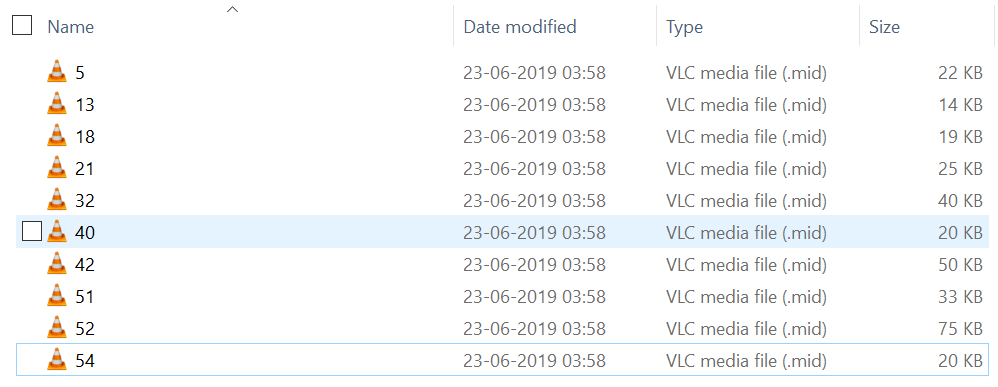 Name Date modified Type Size
5 23-06-2019 03:58 VLC media file (.mid) 22 KB
13 23-06-2019 03:58 VLC media file (.mid) 14 KB
18 23-06-2019 03:58 VLC media file (.mid) 19 KB
21 23-06-2019 03:58 VLC media file (.mid) 25 KB
32 23-06-2019 03:58 VLC media file (.mid) 40 KB
40 23-06-2019 03:58 VLC media file (.mid) 20 KB
42 23-06-2019 03:58 VLC media file (.mid) 50 KB
51 23-06-2019 03:58 VLC media file (.mid) 33 KB
52 23-06-2019 03:58 VLC media file (.mid) 75 KB
54 23-06-2019 03:58 VLC media file (.mid) 20 KB